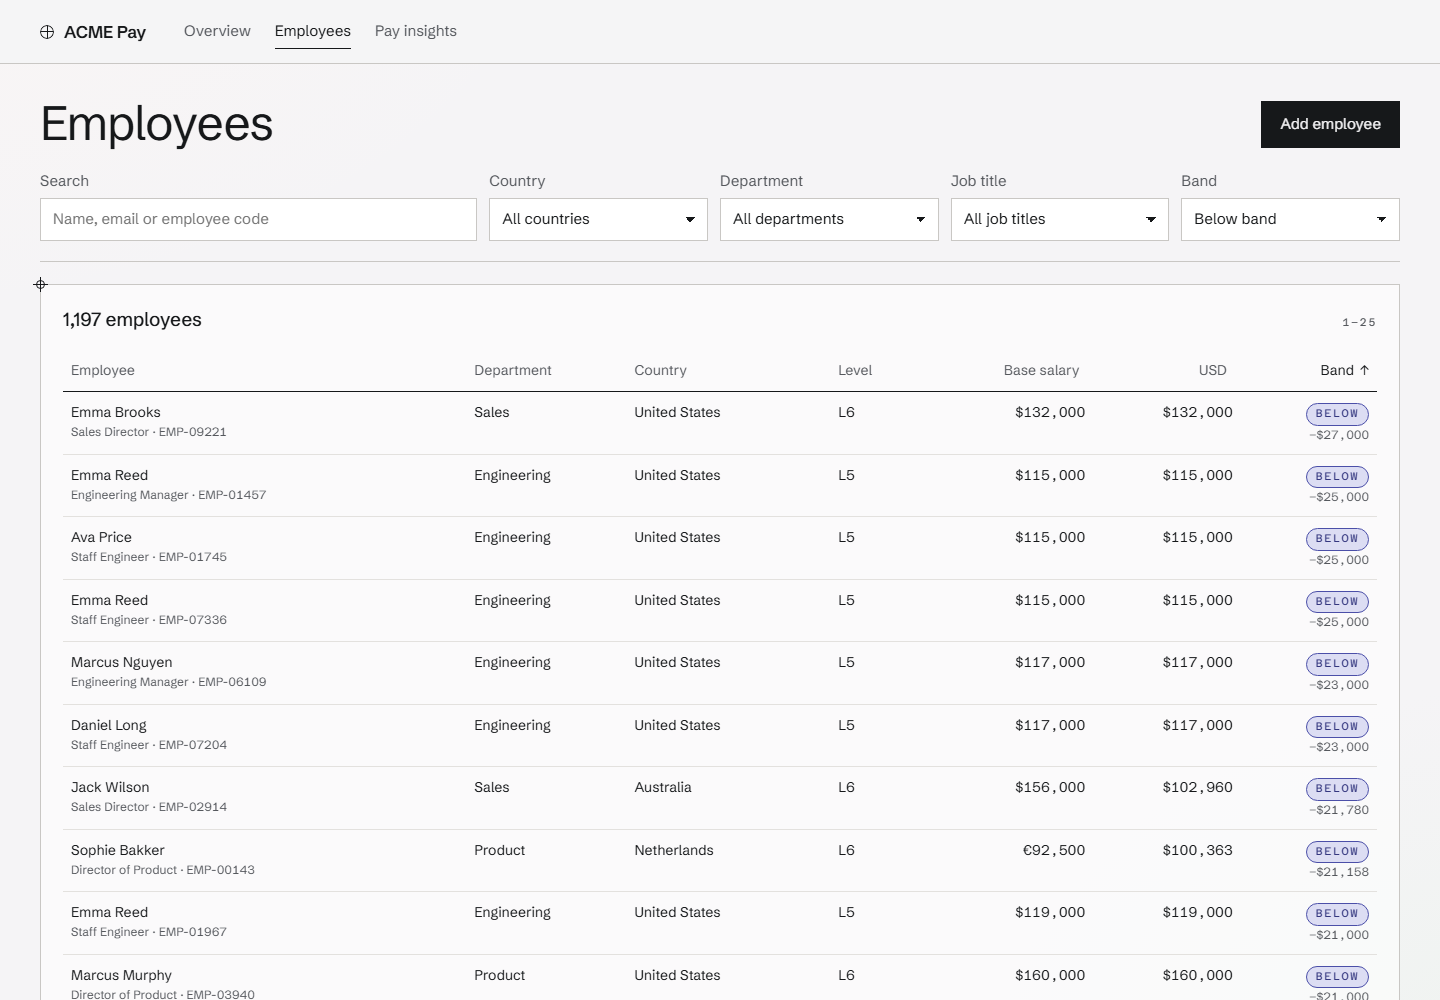 ACME Pay Overview Employees Pay insights
Employees
Add employee
Search Country Department Job title Band
Name, email or employee code All countries All departments All job titles Below band
1,197 employees 1–25
Employee Department Country Level Base salary USD Band ↑
Emma Brooks Sales United States L6 $132,000 $132,000 BELOW
Sales Director · EMP-09221 −$27,000
Emma Reed Engineering United States L5 $115,000 $115,000 BELOW
Engineering Manager · EMP-01457 −$25,000
Ava Price Engineering United States L5 $115,000 $115,000 BELOW
Staff Engineer · EMP-01745 −$25,000
Emma Reed Engineering United States L5 $115,000 $115,000 BELOW
Staff Engineer · EMP-07336 −$25,000
Marcus Nguyen Engineering United States L5 $117,000 $117,000 BELOW
Engineering Manager · EMP-06109 −$23,000
Daniel Long Engineering United States L5 $117,000 $117,000 BELOW
Staff Engineer · EMP-07204 −$23,000
Jack Wilson Sales Australia L6 $156,000 $102,960 BELOW
Sales Director · EMP-02914 −$21,780
Sophie Bakker Product Netherlands L6 €92,500 $100,363 BELOW
Director of Product · EMP-00143 −$21,158
Emma Reed Engineering United States L5 $119,000 $119,000 BELOW
Staff Engineer · EMP-01967 −$21,000
Marcus Murphy Product United States L6 $160,000 $160,000 BELOW
Director of Product · EMP-03940 −$21,000